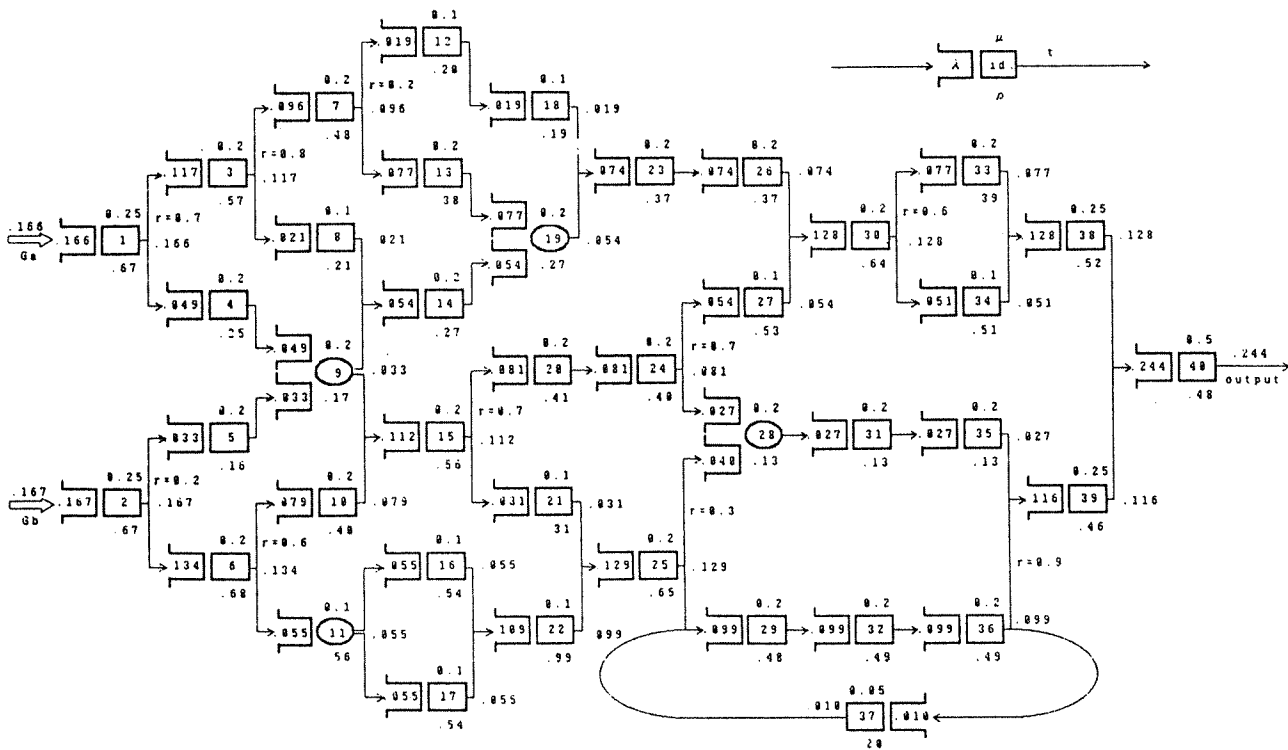 0.1
.019 12
.20
μ
λ id. t
ρ
0.2 r=0.2 0.1
.096 7 .096 .019 18 .019
.48 .19
0.2 r=0.8 0.2 0.2 0.2 0.2
.117 3 .117 .077 13 .074 23 .074 26 .074 .077 33 .077
.57 38 .37 .37 39
.166 0.25 r=0.7 0.1 .077 0.2 0.2 r=0.6 0.25
.166 1 .166 .021 8 .021 19 .054 .128 30 .128 .128 38 .128
Ga .67 .21 .054 .27 .64 .52
0.2 0.2 0.1 0.1
.049 4 .054 14 .054 27 .054 .051 34 .051
.25 .27 .53 .51
.049 0.2 0.2 0.2 r=0.7 0.5 .244
9 .033 .081 20 .081 24 .081 .244 40 output
.033 .17 .41 .40 .48
0.2 0.2 r=0.7 .027 0.2 0.2 0.2
.033 5 .112 15 .112 28 .027 31 .027 35 .027
.16 .56 .040 .13 .13 .13
.167 0.25 r=0.2 0.2 0.1 r=0.3 0.25
.167 2 .167 .079 10 .079 .031 21 .031 .116 39 .116
Gb .67 .40 31 .46
0.2 r=0.6 0.1 0.2 r=0.9
.134 6 .134 .055 16 .055 .129 25 .129
.68 .54 .65
0.1 0.1 0.2 0.2 0.2
.055 11 .055 109 22 .099 .099 29 .099 32 .099 36 .099
56 .99 .48 .49 .49
0.1
.055 17 .055
.54
0.05
.010 37 .010
20